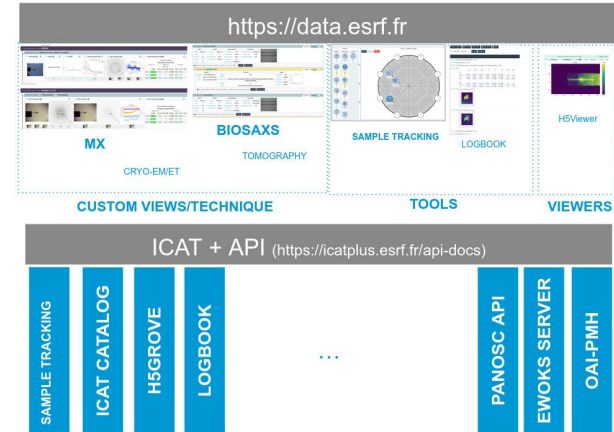 https://data.esrf.fr
MX
CRYO-EM/ET
BIOSAXS
TOMOGRAPHY
SAMPLE TRACKING
LOGBOOK
H5Viewer
CUSTOM VIEWS/TECHNIQUE
TOOLS
VIEWERS
ICAT + API (https://icatplus.esrf.fr/api-docs)
SAMPLE TRACKING
ICAT CATALOG
H5GROVE
LOGBOOK
...
PANOSC API
EWOKS SERVER
OAI-PMH